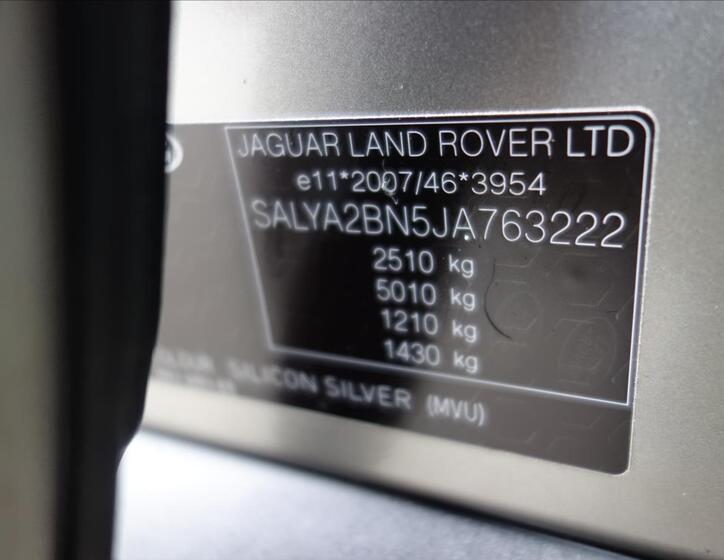 JAGUAR LAND ROVER LTD
e11*2007/46*3954
SALYA2BN5JA763222
2510 kg
5010 kg
1210 kg
1430 kg
SILICON SILVER (MVU)